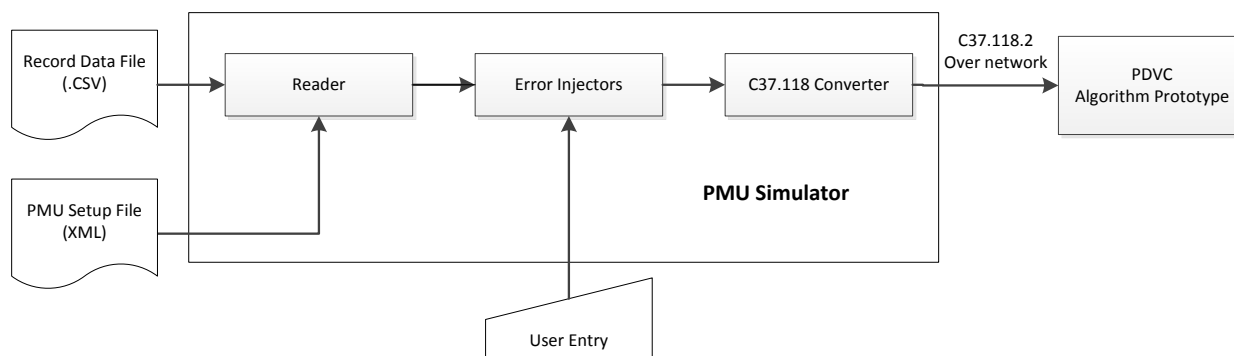 Record Data File
(.CSV)
Reader
Error Injectors
C37.118 Converter
C37.118.2
Over network
PDVC
Algorithm Prototype
PMU Setup File
(XML)
PMU Simulator
User Entry